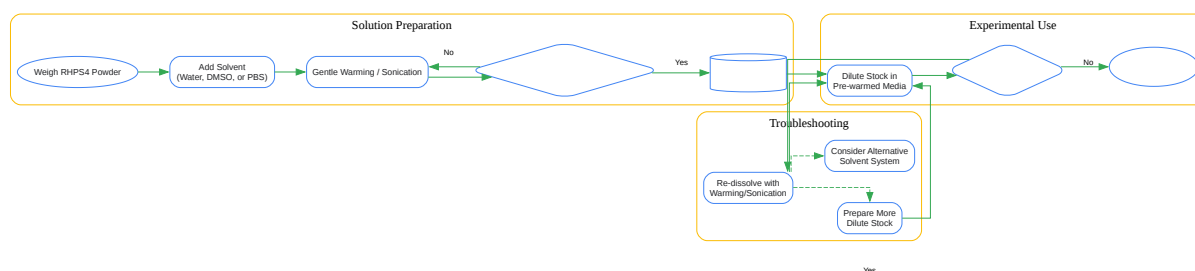 Solution Preparation
Experimental Use
Weigh RHPS4 Powder
Add Solvent
(Water, DMSO, or PBS)
Gentle Warming / Sonication
No
Yes
Dilute Stock in
Pre-warmed Media
No
Troubleshooting
Consider Alternative
Solvent System
Re-dissolve with
Warming/Sonication
Prepare More
Dilute Stock
Yes